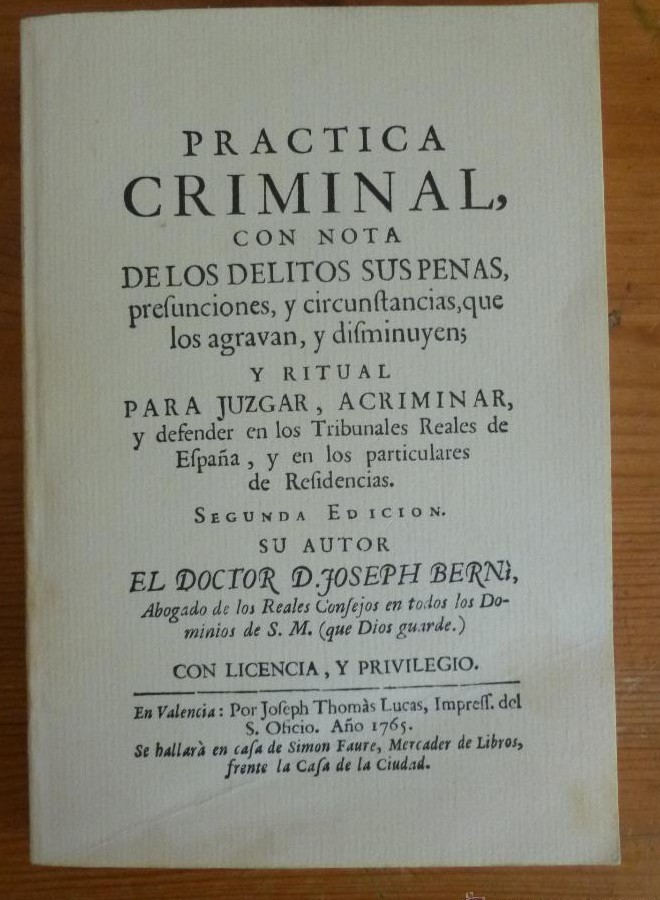 PRACTICA
CRIMINAL,
CON NOTA
DE LOS DELITOS SUS PENAS,
preſunciones, y circunſtancias, que
los agravan, y diſminuyen;
Y RITUAL
PARA JUZGAR, ACRIMINAR,
y defender en los Tribunales Reales de
Eſpaña, y en los particulares
de Reſidencias.
SEGUNDA EDICION.
SU AUTOR
EL DOCTOR D. JOSEPH BERNì,
Abogado de los Reales Conſejos en todos los Do-
minios de S. M. (que Dios guarde.)
CON LICENCIA, Y PRIVILEGIO.
En Valencia: Por Joſeph Thomàs Lucas, Impreſſ. del
S. Oficio. Año 1765.
Se hallarà en caſa de Simon Faure, Mercader de Libros,
frente la Caſa de la Ciudad.